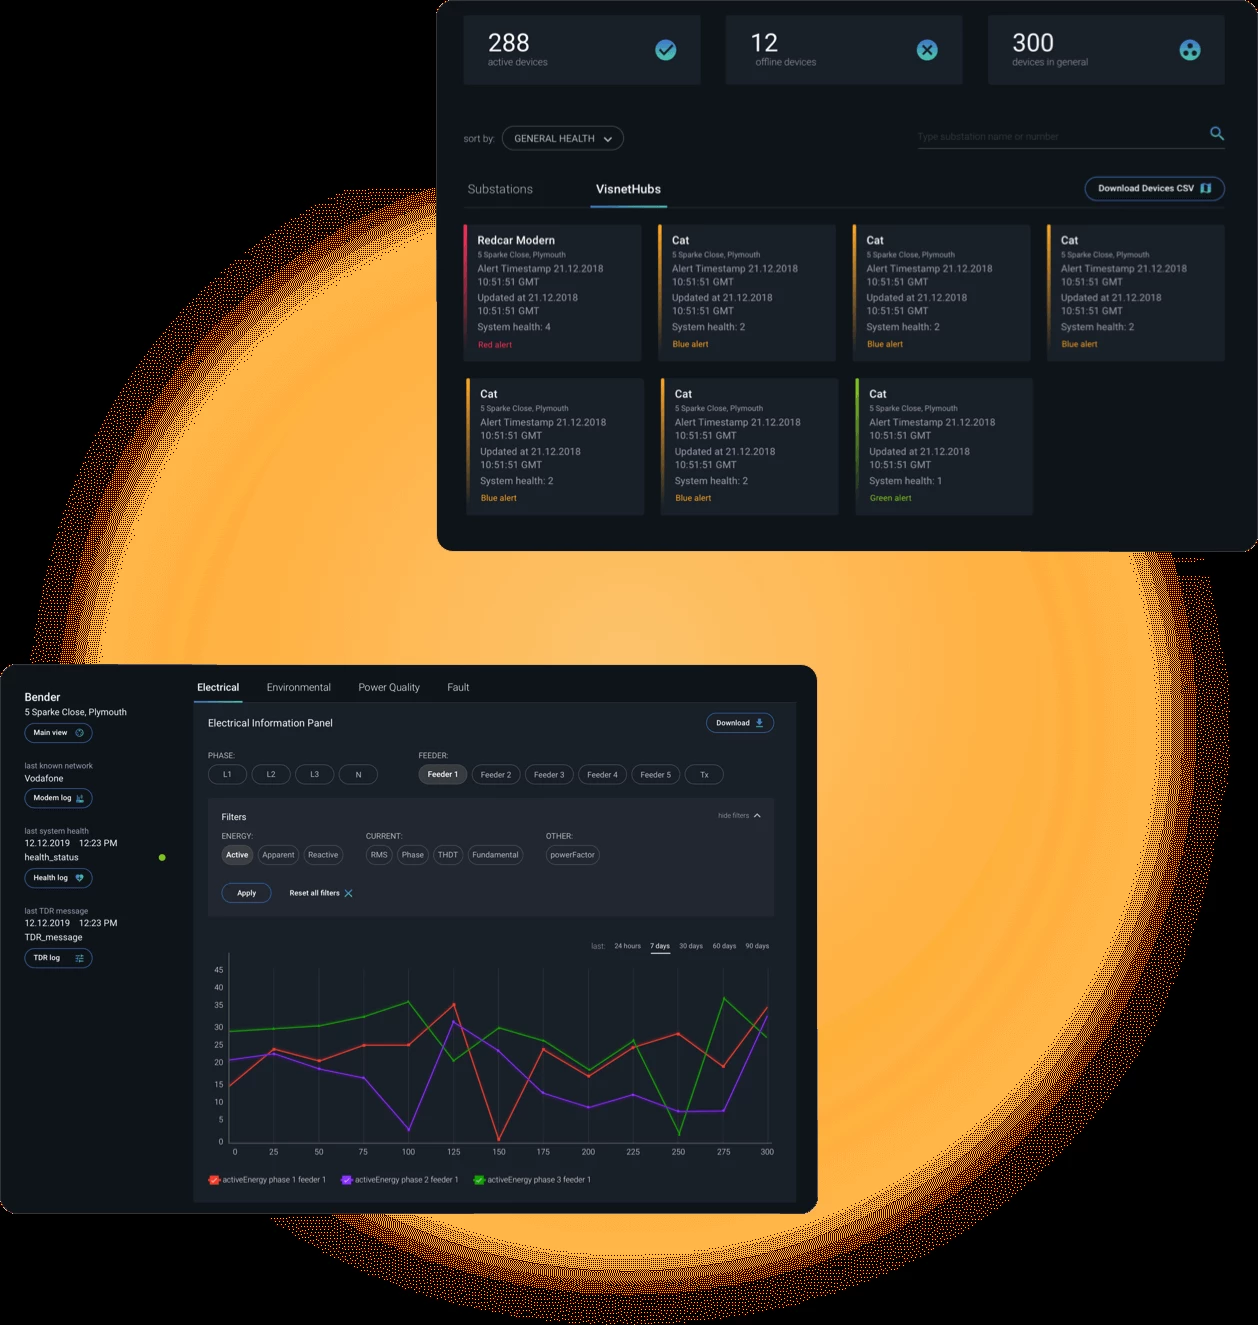 288
active devices
12
offline devices
300
devices in general
sort by: GENERAL HEALTH
Type substation name or number
Substations VisnetHubs Download Devices CSV
Redcar Modern
5 Sparke Close, Plymouth
Alert Timestamp 21.12.2018
10:51:51 GMT
Updated at 21.12.2018
10:51:51 GMT
System health: 4
Red alert
Cat
5 Sparke Close, Plymouth
Alert Timestamp 21.12.2018
10:51:51 GMT
Updated at 21.12.2018
10:51:51 GMT
System health: 2
Blue alert
Cat
5 Sparke Close, Plymouth
Alert Timestamp 21.12.2018
10:51:51 GMT
Updated at 21.12.2018
10:51:51 GMT
System health: 2
Blue alert
Cat
5 Sparke Close, Plymouth
Alert Timestamp 21.12.2018
10:51:51 GMT
Updated at 21.12.2018
10:51:51 GMT
System health: 2
Blue alert
Cat
5 Sparke Close, Plymouth
Alert Timestamp 21.12.2018
10:51:51 GMT
Updated at 21.12.2018
10:51:51 GMT
System health: 2
Blue alert
Cat
5 Sparke Close, Plymouth
Alert Timestamp 21.12.2018
10:51:51 GMT
Updated at 21.12.2018
10:51:51 GMT
System health: 2
Blue alert
Cat
5 Sparke Close, Plymouth
Alert Timestamp 21.12.2018
10:51:51 GMT
Updated at 21.12.2018
10:51:51 GMT
System health: 1
Green alert
Bender
5 Sparke Close, Plymouth
Main view
last known network
Vodafone
Modem log
last system health
12.12.2019 12:23 PM
health_status
Health log
last TDR message
12.12.2019 12:23 PM
TDR_message
TDR log
Electrical Environmental Power Quality Fault
Electrical Information Panel Download
PHASE:
L1 L2 L3 N
FEEDER:
Feeder 1 Feeder 2 Feeder 3 Feeder 4 Feeder 5 Tx
Filters hide filters
ENERGY:
Active Apparent Reactive
CURRENT:
RMS Phase THDT Fundamental
OTHER:
powerFactor
Apply Reset all filters
last: 24 hours 7 days 30 days 60 days 90 days
45
40
35
30
25
20
15
10
5
0
0 25 50 75 100 125 150 175 200 225 250 275 300
activeEnergy phase 1 feeder 1 activeEnergy phase 2 feeder 1 activeEnergy phase 3 feeder 1